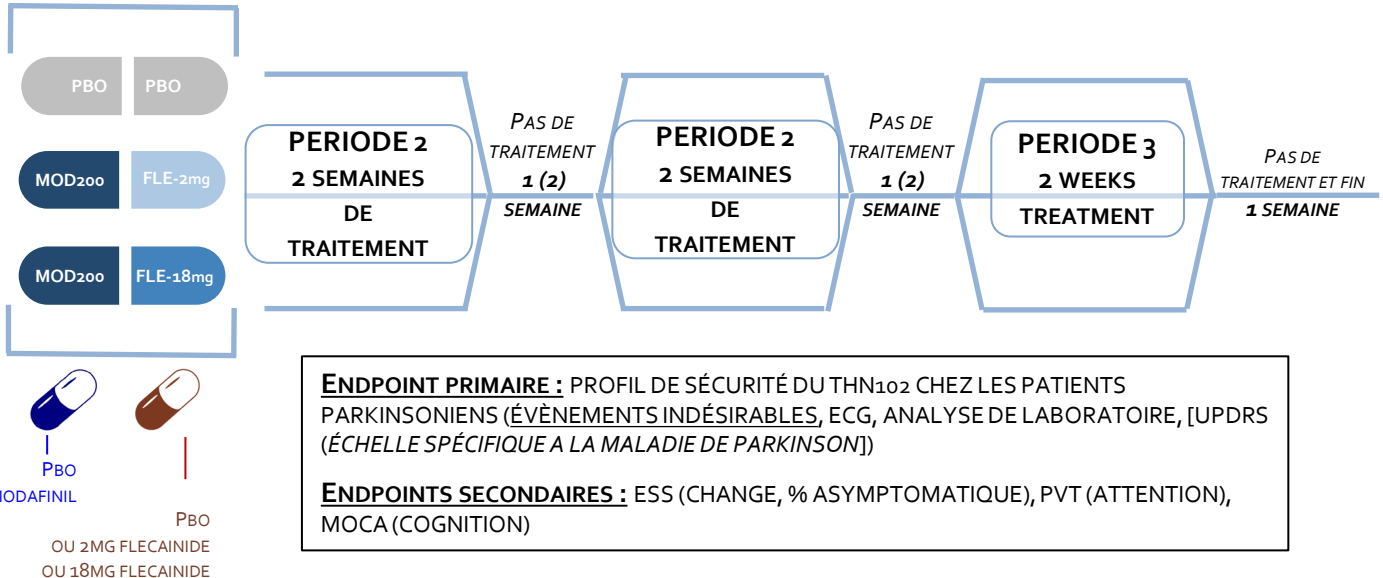 PBO PBO
MOD200 FLE-2mg
MOD200 FLE-18mg
PERIODE 2
2 SEMAINES
DE
TRAITEMENT
PAS DE
TRAITEMENT
1 (2)
SEMAINE
PERIODE 2
2 SEMAINES
DE
TRAITEMENT
PAS DE
TRAITEMENT
1 (2)
SEMAINE
PERIODE 3
2 WEEKS
TREATMENT
PAS DE
TRAITEMENT ET FIN
1 SEMAINE
PBO
MODAFINIL
PBO
OU 2MG FLECAINIDE
OU 18MG FLECAINIDE
ENDPOINT PRIMAIRE : PROFIL DE SÉCURITÉ DU THN102 CHEZ LES PATIENTS
PARKINSONIENS (ÉVÈNEMENTS INDÉSIRABLES, ECG, ANALYSE DE LABORATOIRE, [UPDRS
(ÉCHELLE SPÉCIFIQUE A LA MALADIE DE PARKINSON])
ENDPOINTS SECONDAIRES : ESS (CHANGE, % ASYMPTOMATIQUE), PVT (ATTENTION),
MOCA (COGNITION)